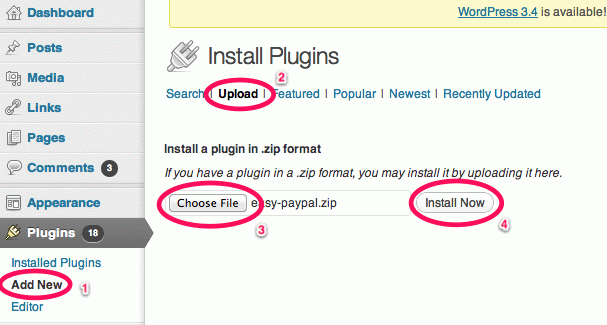 Dashboard
Posts
Media
Links
Pages
Comments 3
Appearance
Plugins 18
Installed Plugins
Add New 1
Editor
WordPress 3.4 is available!
Install Plugins
2
Search | Upload | Featured | Popular | Newest | Recently Updated
Install a plugin in .zip format
If you have a plugin in a .zip format, you may install it by uploading it here.
Choose File easy-paypal.zip Install Now
3 4